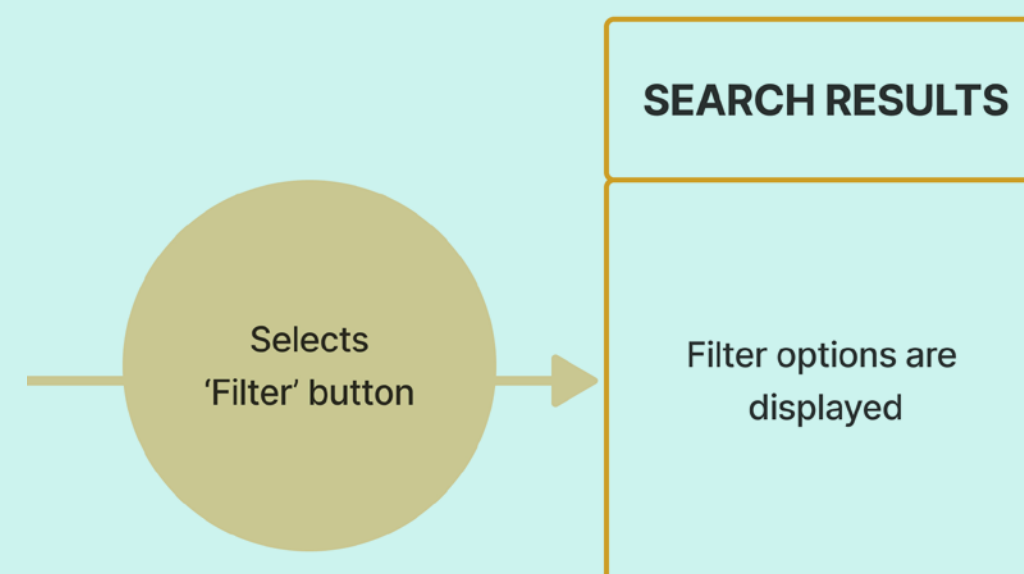 SEARCH RESULTS
Selects
‘Filter’ button
Filter options are
displayed